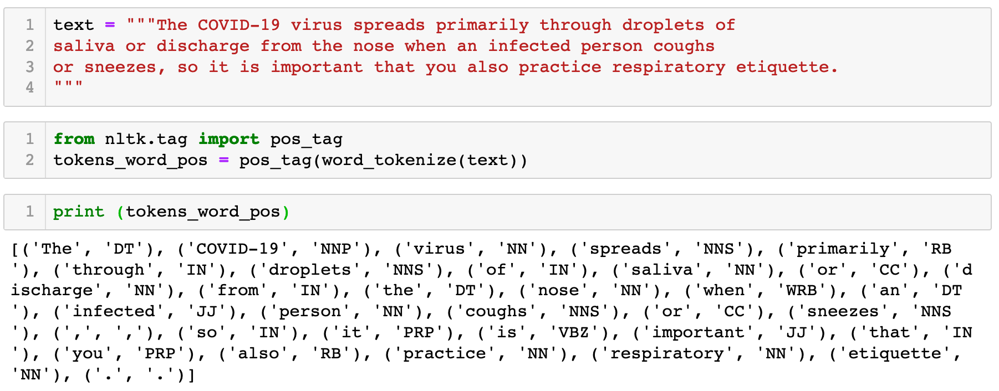 1 text = """The COVID-19 virus spreads primarily through droplets of
2 saliva or discharge from the nose when an infected person coughs
3 or sneezes, so it is important that you also practice respiratory etiquette.
4 """
1 from nltk.tag import pos_tag
2 tokens_word_pos = pos_tag(word_tokenize(text))
1 print (tokens_word_pos)
[('The', 'DT'), ('COVID-19', 'NNP'), ('virus', 'NN'), ('spreads', 'NNS'), ('primarily', 'RB
'), ('through', 'IN'), ('droplets', 'NNS'), ('of', 'IN'), ('saliva', 'NN'), ('or', 'CC'), ('d
ischarge', 'NN'), ('from', 'IN'), ('the', 'DT'), ('nose', 'NN'), ('when', 'WRB'), ('an', 'DT
'), ('infected', 'JJ'), ('person', 'NN'), ('coughs', 'NNS'), ('or', 'CC'), ('sneezes', 'NNS
'), (',', ','), ('so', 'IN'), ('it', 'PRP'), ('is', 'VBZ'), ('important', 'JJ'), ('that', 'IN
'), ('you', 'PRP'), ('also', 'RB'), ('practice', 'NN'), ('respiratory', 'NN'), ('etiquette',
'NN'), ('.', '.')]